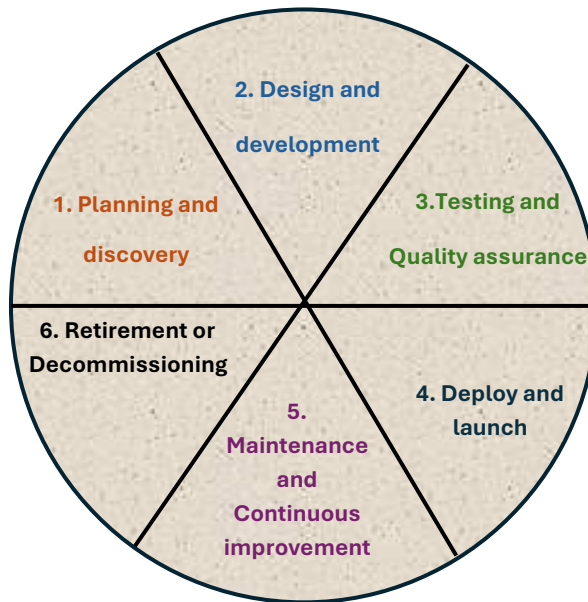 1. Planning and
discovery
2. Design and
development
3.Testing and
Quality assurance
4. Deploy and
launch
5.
Maintenance
and
Continuous
improvement
6. Retirement or
Decommissioning